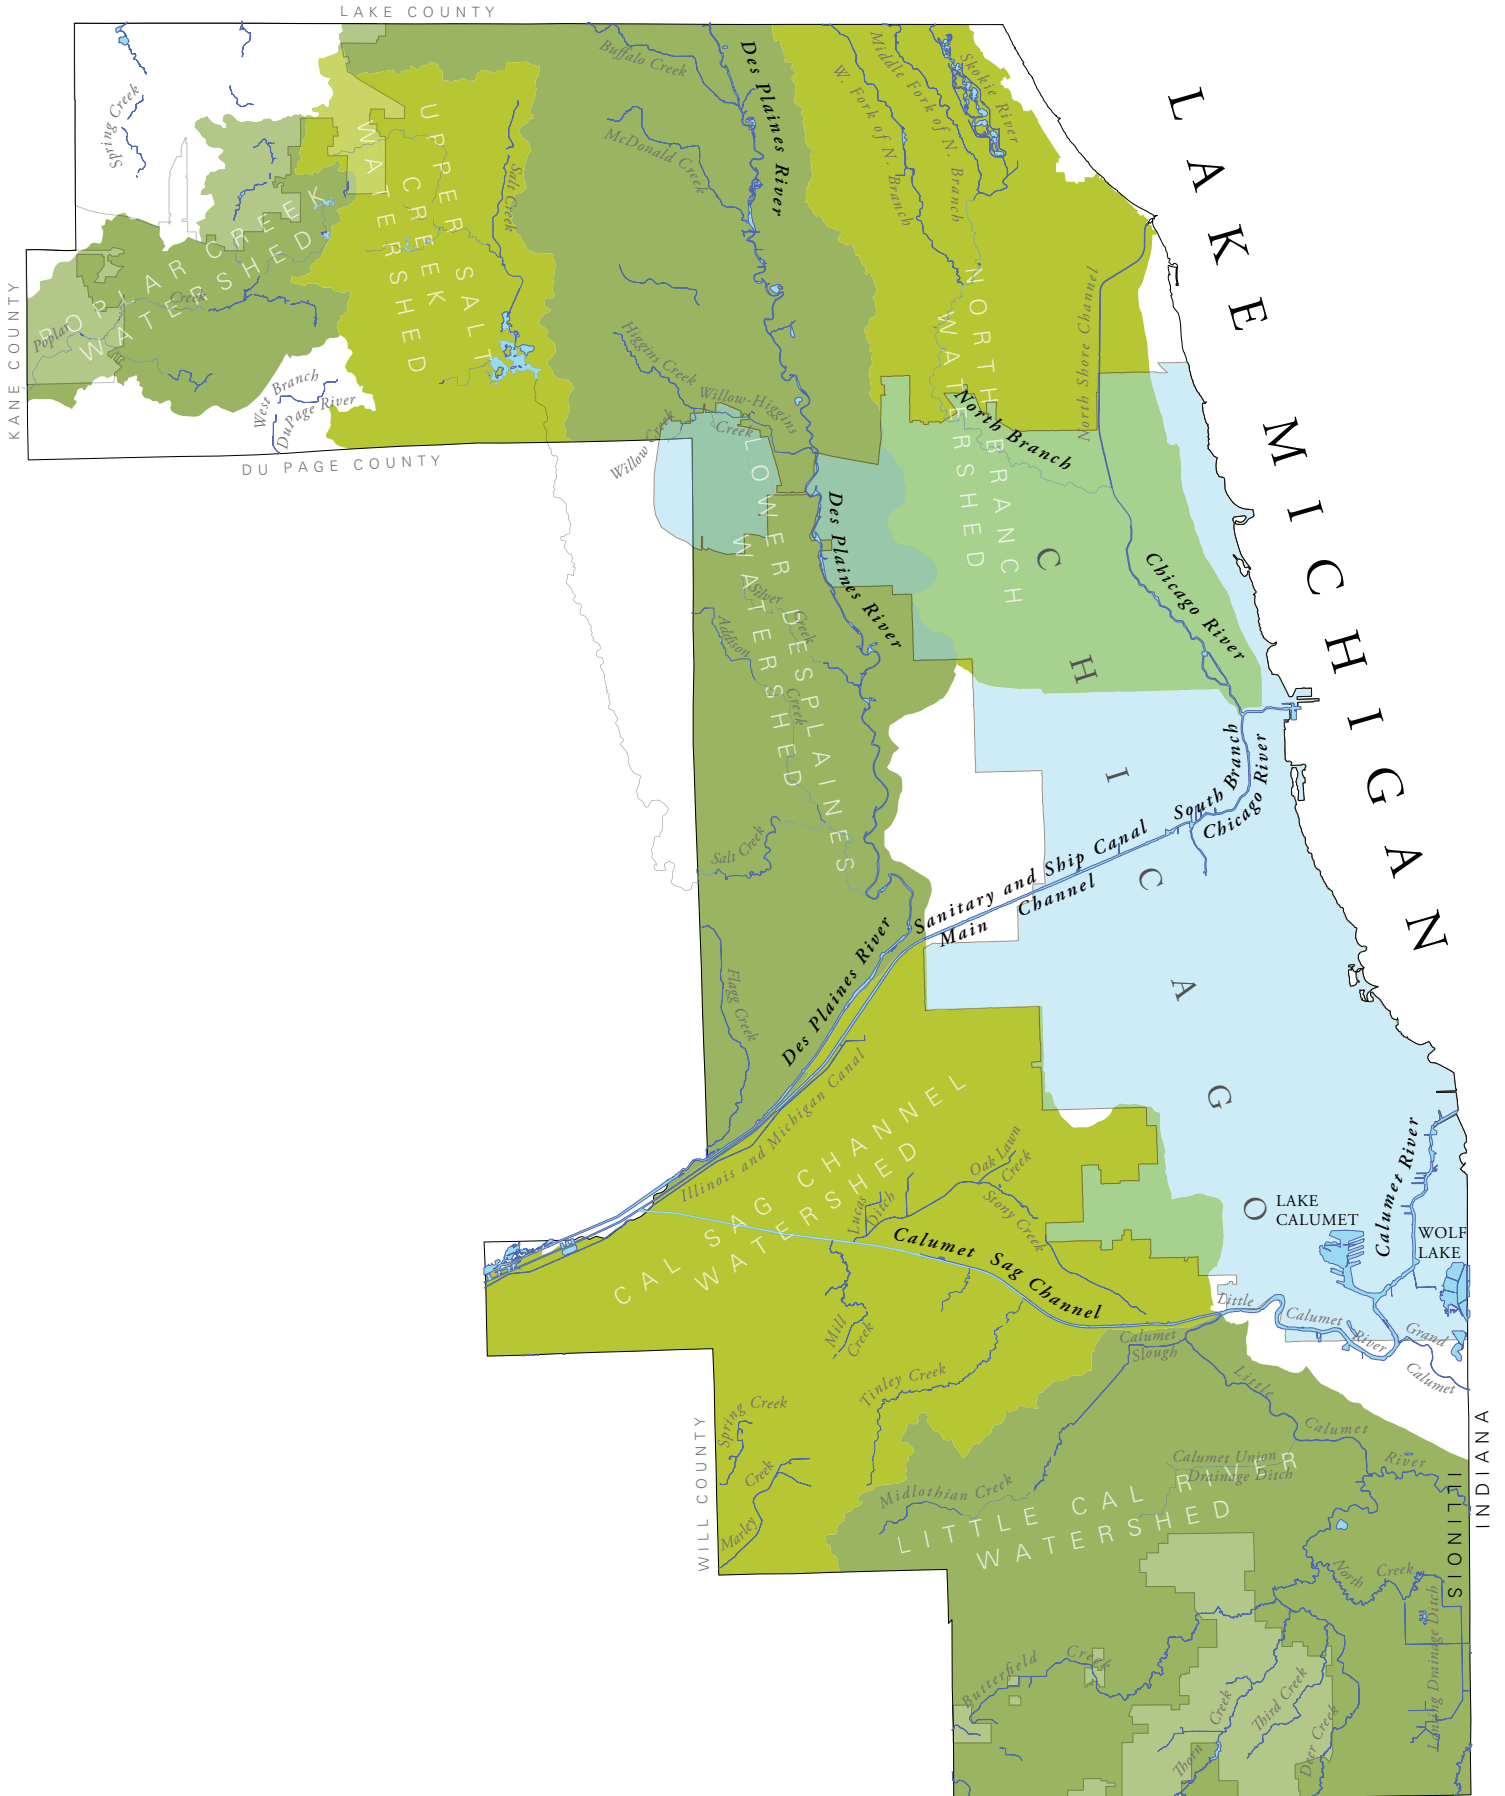 LAKE COUNTY
Buffalo Creek
Des Plaines River
W. Fork of N. Branch
Middle Fork of N. Branch
Skokie River
LAKE MICHIGAN
Spring Creek
McDonald Creek
UPPER SALT
CREEK
WATERSHED
Salt Creek
POPLAR CREEK
WATERSHED
Poplar
Creek
KANE COUNTY
West Branch
DuPage River
DU PAGE COUNTY
Higgins Creek
Willow-Higgins
Creek
Willow Creek
NORTH BRANCH
WATERSHED
North Shore Channel
North Branch
Des Plaines River
LOWER DESPLAINES
WATERSHED
Silver
Creek
Addison
Creek
Chicago River
CHICAGO
South Branch
Chicago River
Salt Creek
Sanitary and Ship Canal
Main Channel
Des Plaines River
Flagg Creek
Illinois and Michigan Canal
CAL SAG CHANNEL
WATERSHED
Oak Lawn
Creek
Stony Creek
Lucas
Ditch
Calumet Sag Channel
Calumet River
LAKE
CALUMET
WOLF
LAKE
Mill
Creek
Little
Calumet
River
Grand
Calumet
Calumet
Slough
Tinley Creek
Little
Calumet
River
Spring Creek
Marley
Creek
WILL COUNTY
Midlothian Creek
Calumet Union
Drainage Ditch
LITTLE CAL RIVER
WATERSHED
ILLINOIS
INDIANA
North
Creek
Lansing Drainage Ditch
Butterfield
Creek
Thorn
Creek
Third Creek
Deer Creek